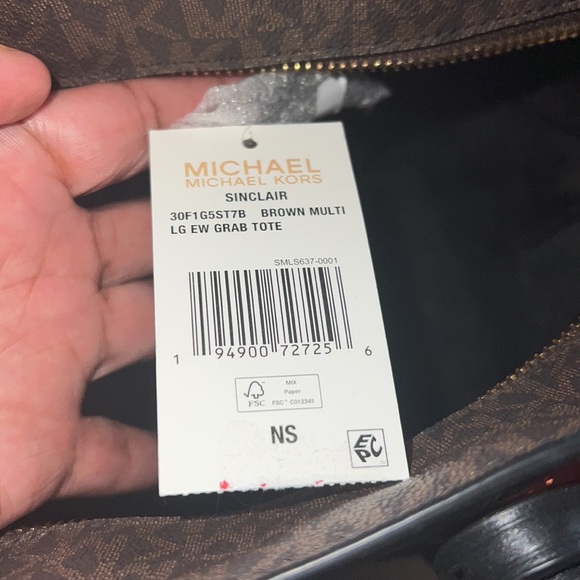 MICHAEL
MICHAEL KORS
SINCLAIR
30F1G5ST7B BROWN MULTI
LG EW GRAB TOTE
SMLS637-0001
1 94900 72725 6
FSC
MIX
Paper
FSC™ C012345
NS
EPC